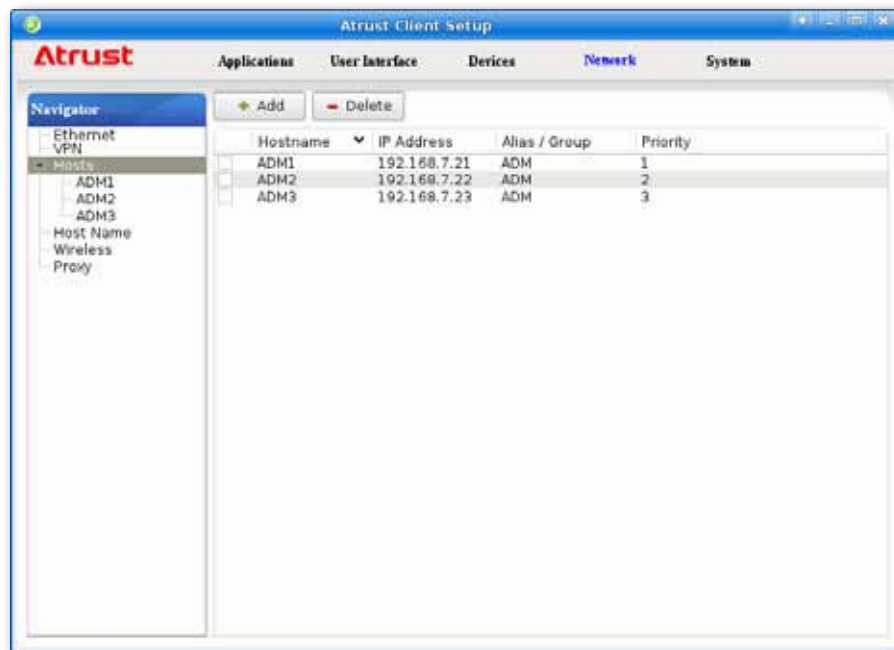 Atrust Client Setup
Atrust
Applications User Interface Devices Network System
Navigator
Ethernet
VPN
Hosts
ADM1
ADM2
ADM3
Host Name
Wireless
Proxy
Add Delete
Hostname IP Address Alias / Group Priority
ADM1 192.168.7.21 ADM 1
ADM2 192.168.7.22 ADM 2
ADM3 192.168.7.23 ADM 3